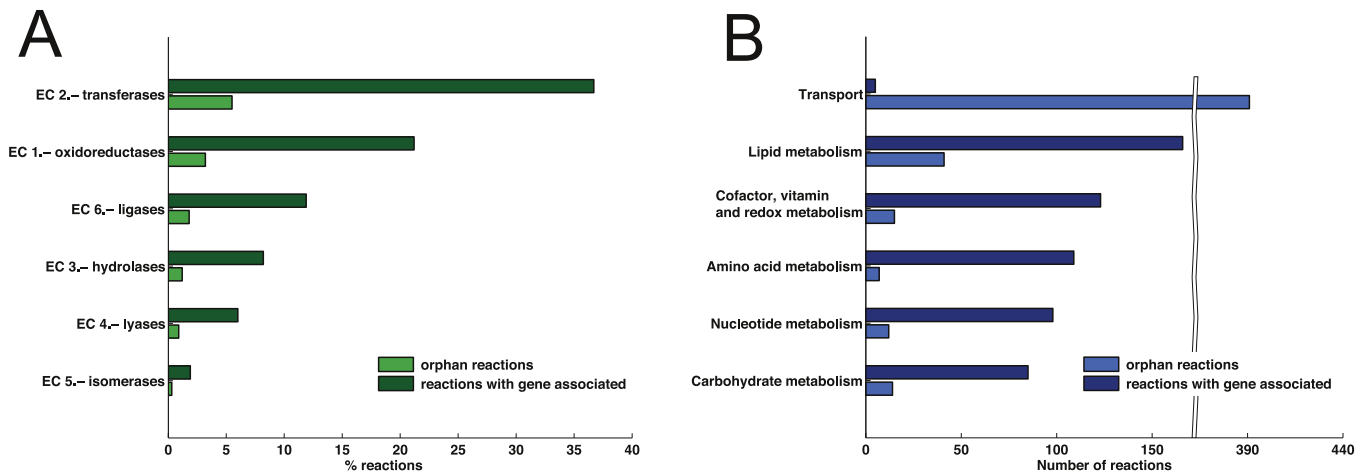 A
EC 2.– transferases
EC 1.– oxidoreductases
EC 6.– ligases
EC 3.– hydrolases
EC 4.– lyases
EC 5.– isomerases
orphan reactions
reactions with gene associated
0 5 10 15 20 25 30 35 40
% reactions
B
Transport
Lipid metabolism
Cofactor, vitamin
and redox metabolism
Amino acid metabolism
Nucleotide metabolism
Carbohydrate metabolism
orphan reactions
reactions with gene associated
0 50 100 150 390 440
Number of reactions